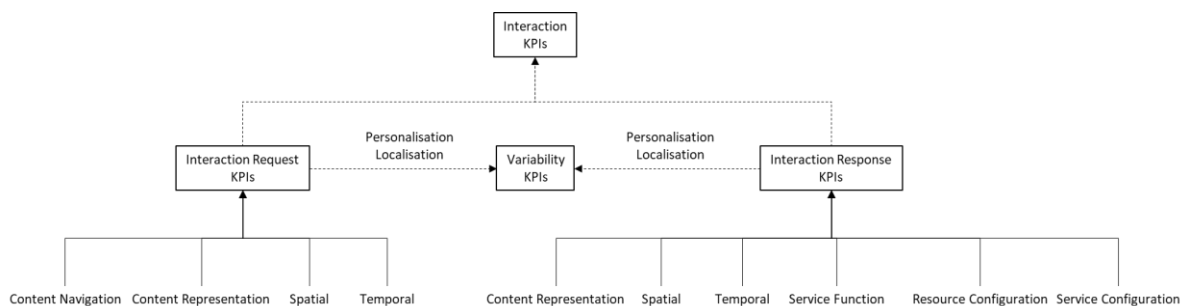 Interaction
KPIs
Personalisation
Localisation
Personalisation
Localisation
Interaction Request
KPIs
Variability
KPIs
Interaction Response
KPIs
Content Navigation
Content Representation
Spatial
Temporal
Content Representation
Spatial
Temporal
Service Function
Resource Configuration
Service Configuration